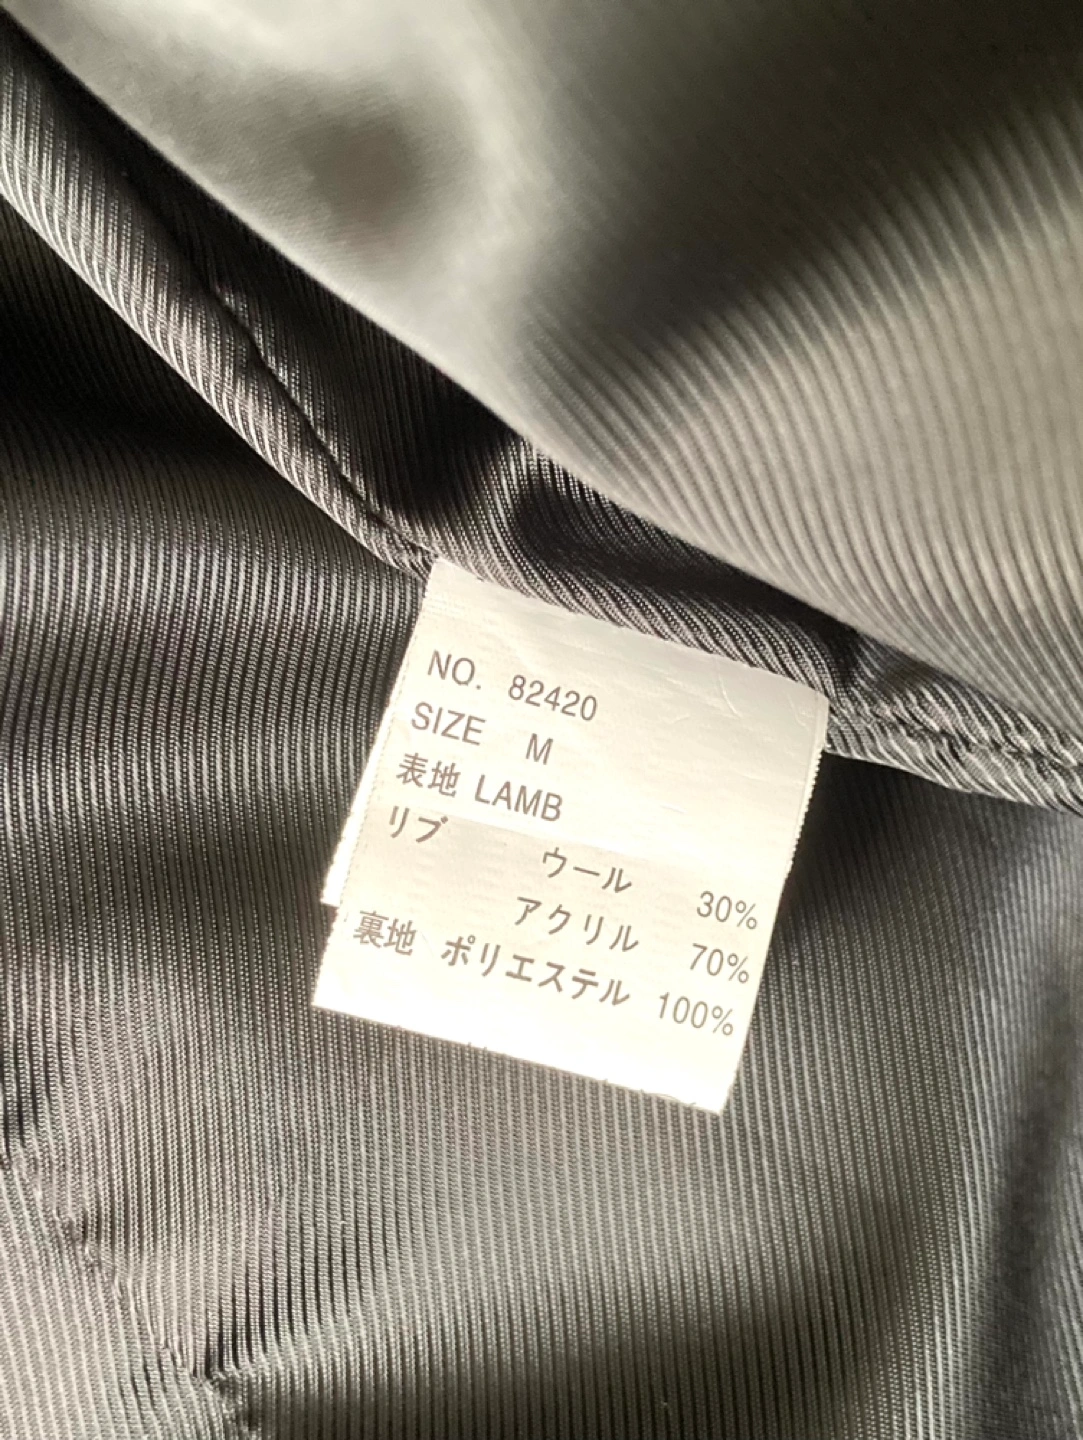 NO. 82420
SIZE M
表地 LAMB
リブ
ウール 30%
アクリル 70%
裏地 ポリエステル 100%